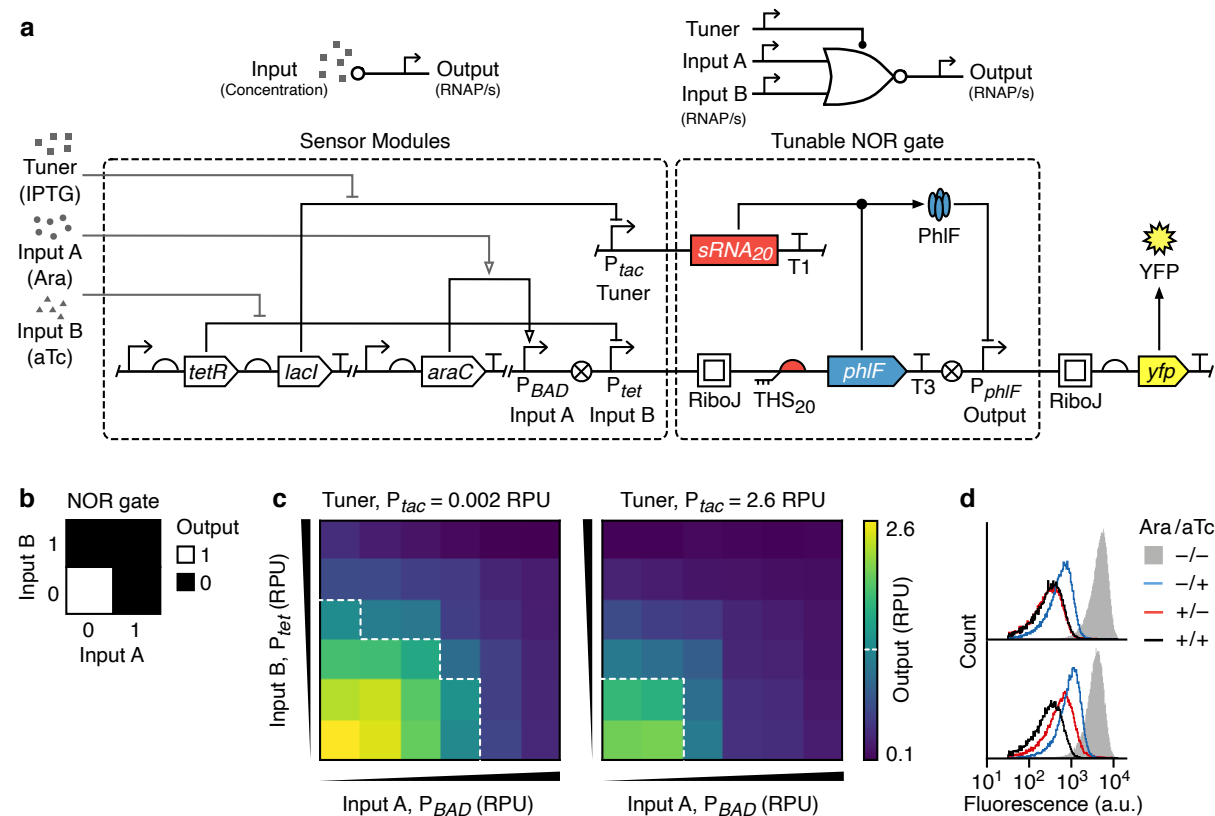 a
Input
(Concentration)
Output
(RNAP/s)
Tuner
Input A
Input B
(RNAP/s)
Output
(RNAP/s)
Sensor Modules
Tunable NOR gate
Tuner
(IPTG)
Input A
(Ara)
Input B
(aTc)
P_tac
Tuner
sRNA20
T1
PhlF
YFP
tetR
lacI
araC
P_BAD
Input A
P_tet
Input B
RiboJ
THS20
phlF
T3
P_phlF
Output
RiboJ
yfp
b
NOR gate
Input B
1
0
0 1
Input A
Output
1
0
c
Tuner, P_tac = 0.002 RPU
Tuner, P_tac = 2.6 RPU
Input B, P_tet (RPU)
Input A, P_BAD (RPU)
Input A, P_BAD (RPU)
2.6
0.1
Output (RPU)
d
Ara/aTc
−/−
−/+
+/−
+/+
Count
10^1 10^2 10^3 10^4
Fluorescence (a.u.)